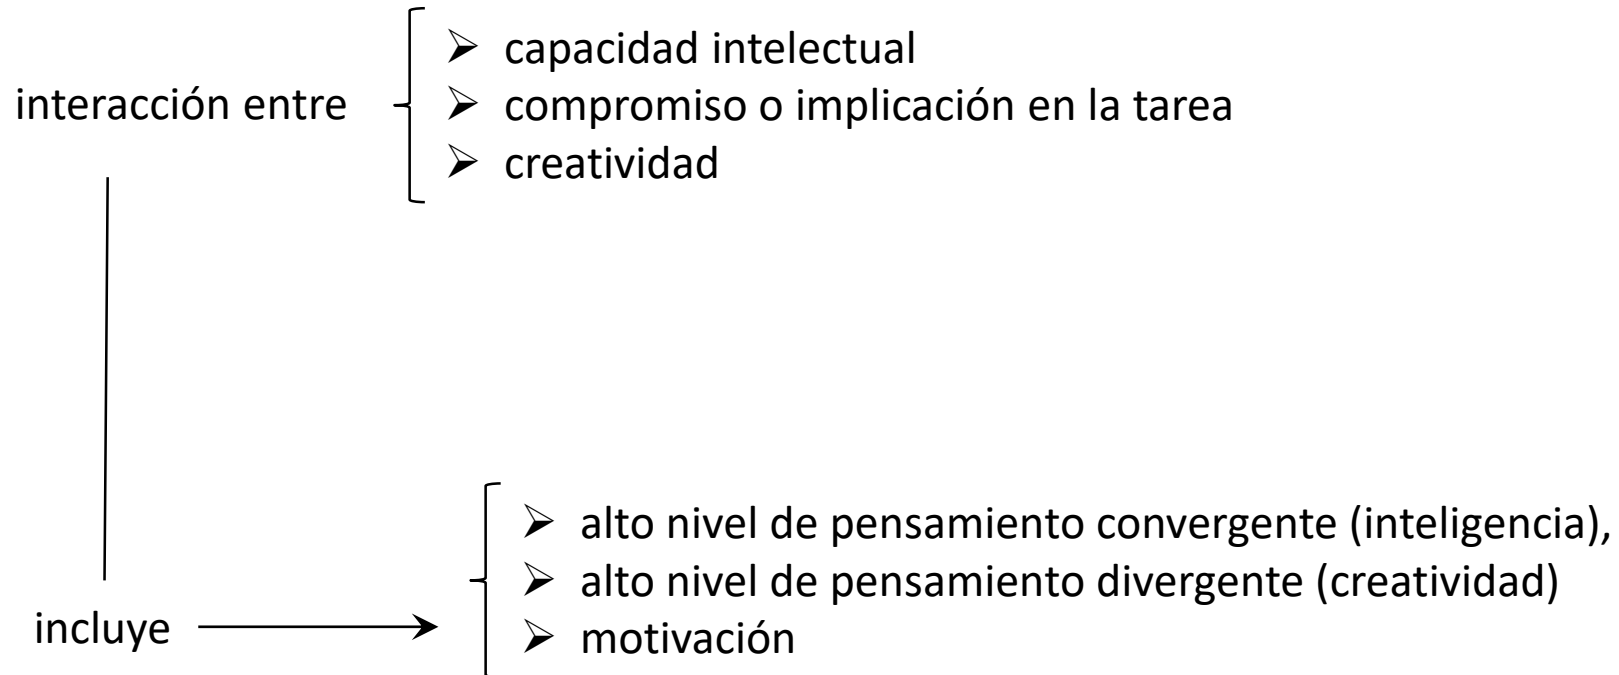 capacidad intelectual
interacción entre
compromiso o implicación en la tarea
creatividad
alto nivel de pensamiento convergente (inteligencia),
alto nivel de pensamiento divergente (creatividad)
incluye
motivación